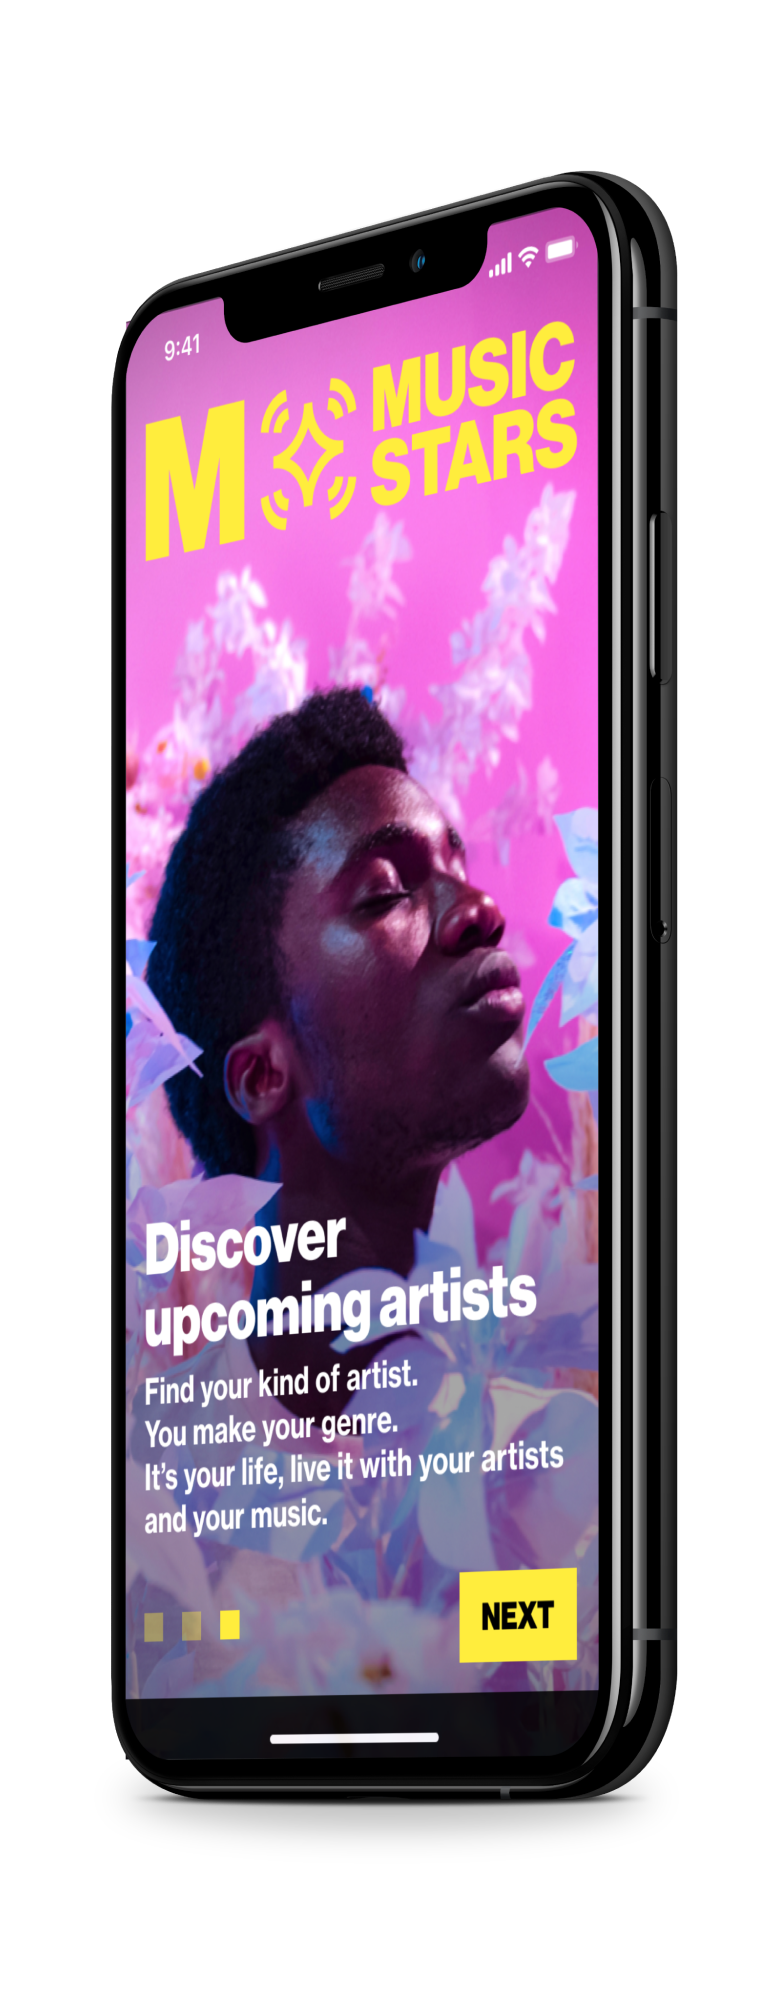 9:41
M MUSIC
STARS
Discover
upcoming artists
Find your kind of artist.
You make your genre.
It's your life, live it with your artists
and your music.
NEXT